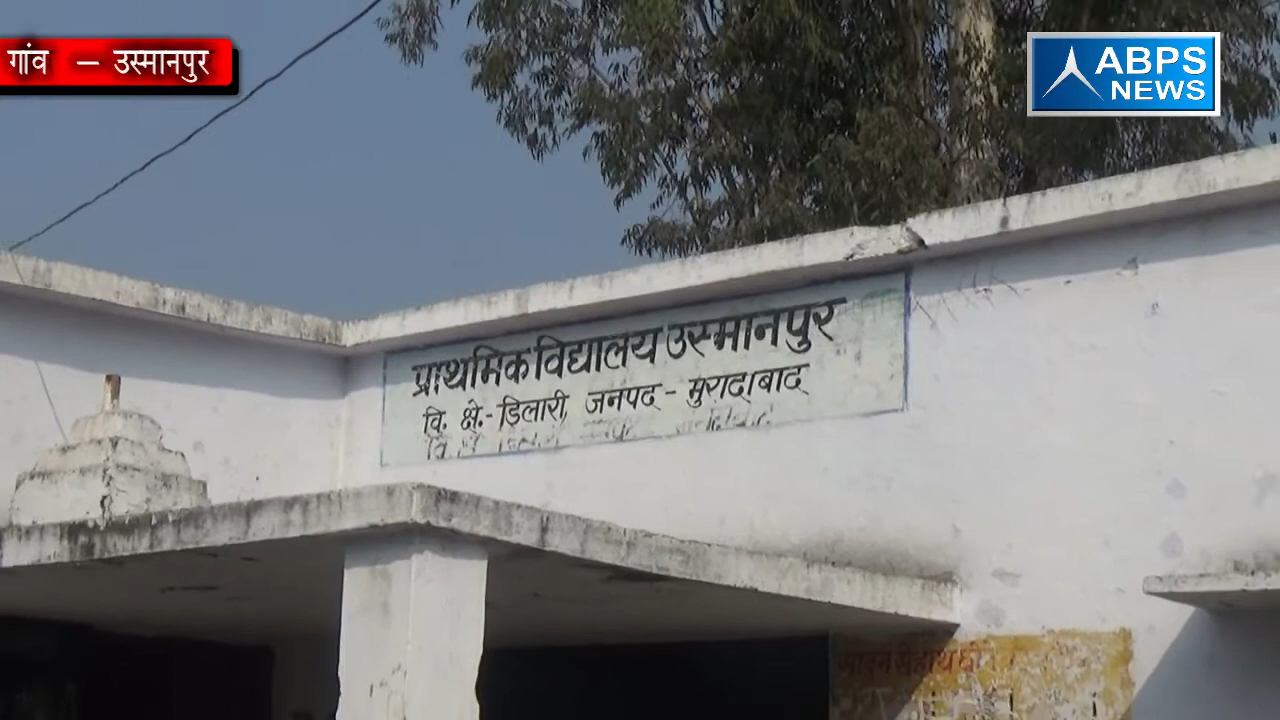 गांव – उस्मानपुर
ABPS
NEWS
प्राथमिक विद्यालय उस्मानपुर
वि. क्षे.- डिलारी, जनपद - मुरादाबाद